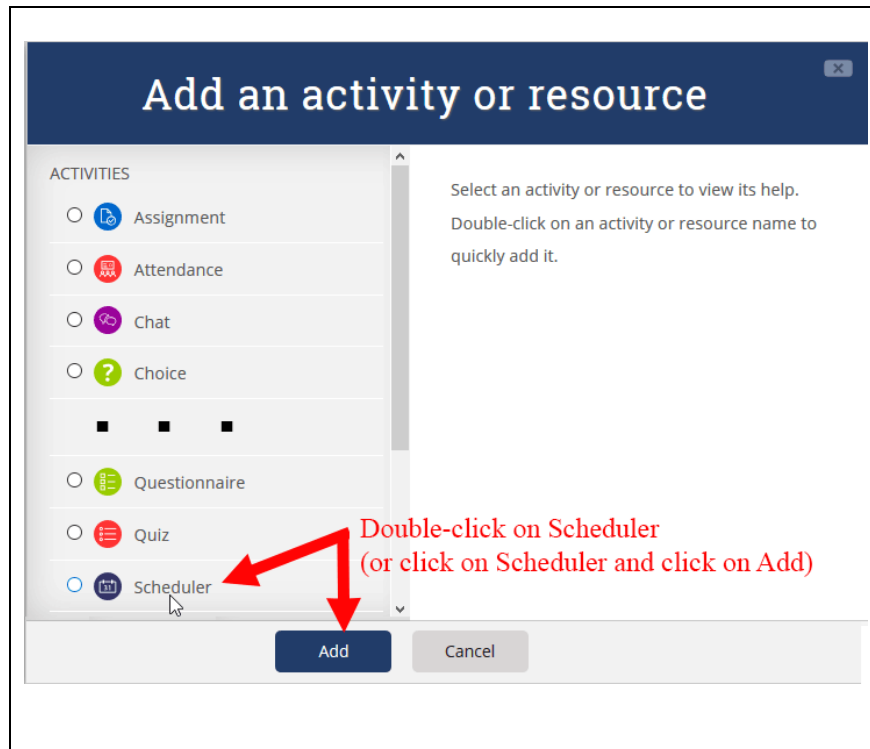 Add an activity or resource
ACTIVITIES
Assignment
Attendance
Chat
Choice
Questionnaire
Quiz
Scheduler
Select an activity or resource to view its help.
Double-click on an activity or resource name to
quickly add it.
Double-click on Scheduler
(or click on Scheduler and click on Add)
Add
Cancel